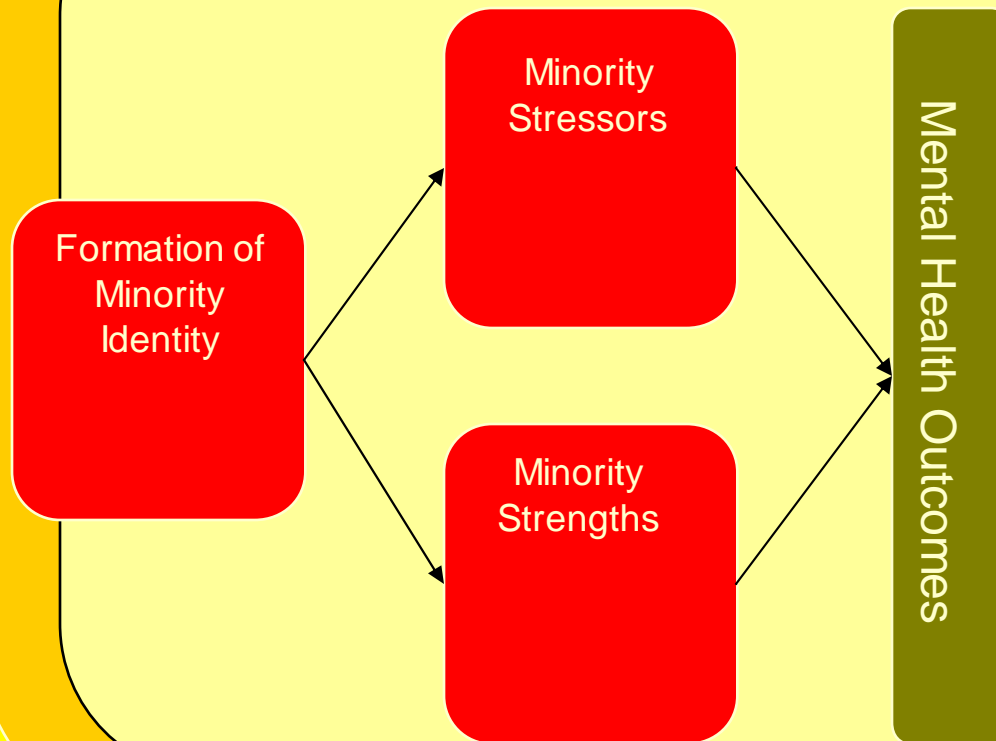 Minority
Stressors
Formation of
Minority
Identity
Minority
Strengths
Mental Health Outcomes